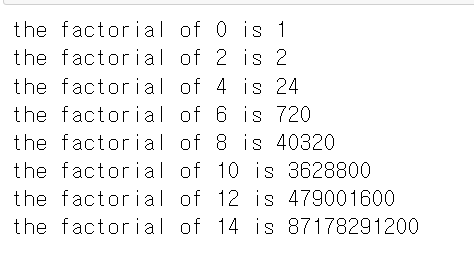 the factorial of 0 is 1
the factorial of 2 is 2
the factorial of 4 is 24
the factorial of 6 is 720
the factorial of 8 is 40320
the factorial of 10 is 3628800
the factorial of 12 is 479001600
the factorial of 14 is 87178291200